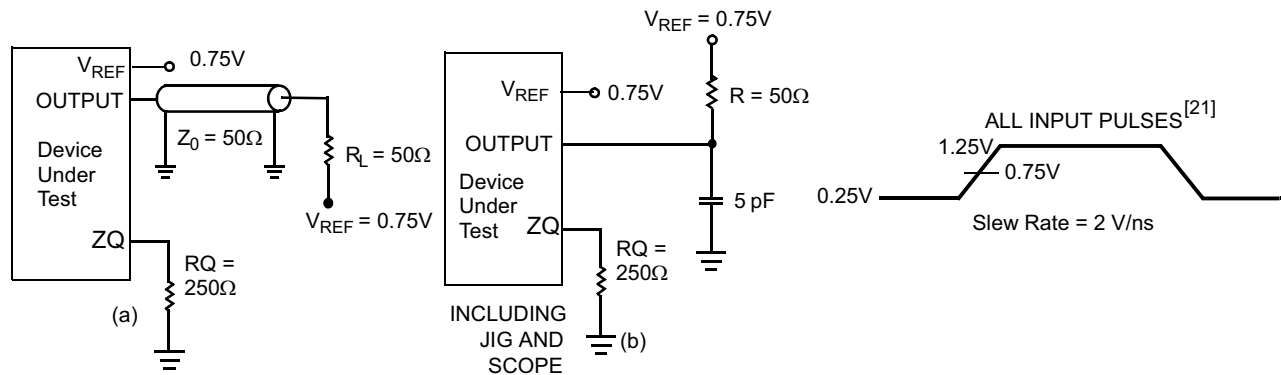 V_REF 0.75V
OUTPUT
Z_0 = 50Ω
Device
Under
Test
R_L = 50Ω
V_REF = 0.75V
ZQ
RQ =
250Ω
(a)
V_REF = 0.75V
V_REF 0.75V
R = 50Ω
OUTPUT
Device
Under
Test
5 pF
ZQ
RQ =
250Ω
INCLUDING
JIG AND
SCOPE
(b)
ALL INPUT PULSES[21]
1.25V
0.75V
0.25V
Slew Rate = 2 V/ns